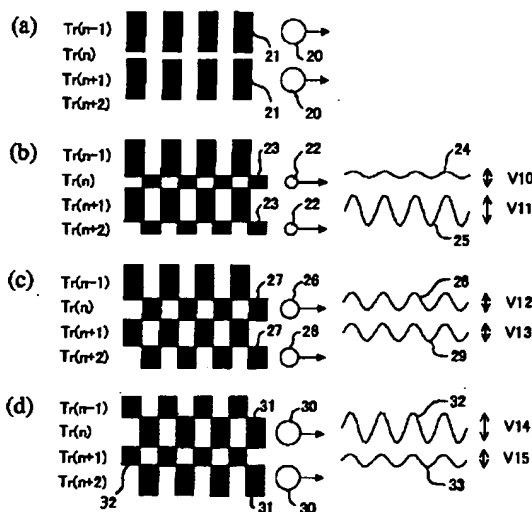 (a)
Tr(n-1)
Tr(n)
Tr(n+1)
Tr(n+2)
21
20
21
20
(b)
Tr(n-1)
Tr(n)
Tr(n+1)
Tr(n+2)
23
22
24
V10
V11
23
22
25
(c)
Tr(n-1)
Tr(n)
Tr(n+1)
Tr(n+2)
27
26
28
V12
27
28
V13
29
(d)
Tr(n-1)
Tr(n)
Tr(n+1)
Tr(n+2)
31
30
32
V14
V15
32
31
30
33